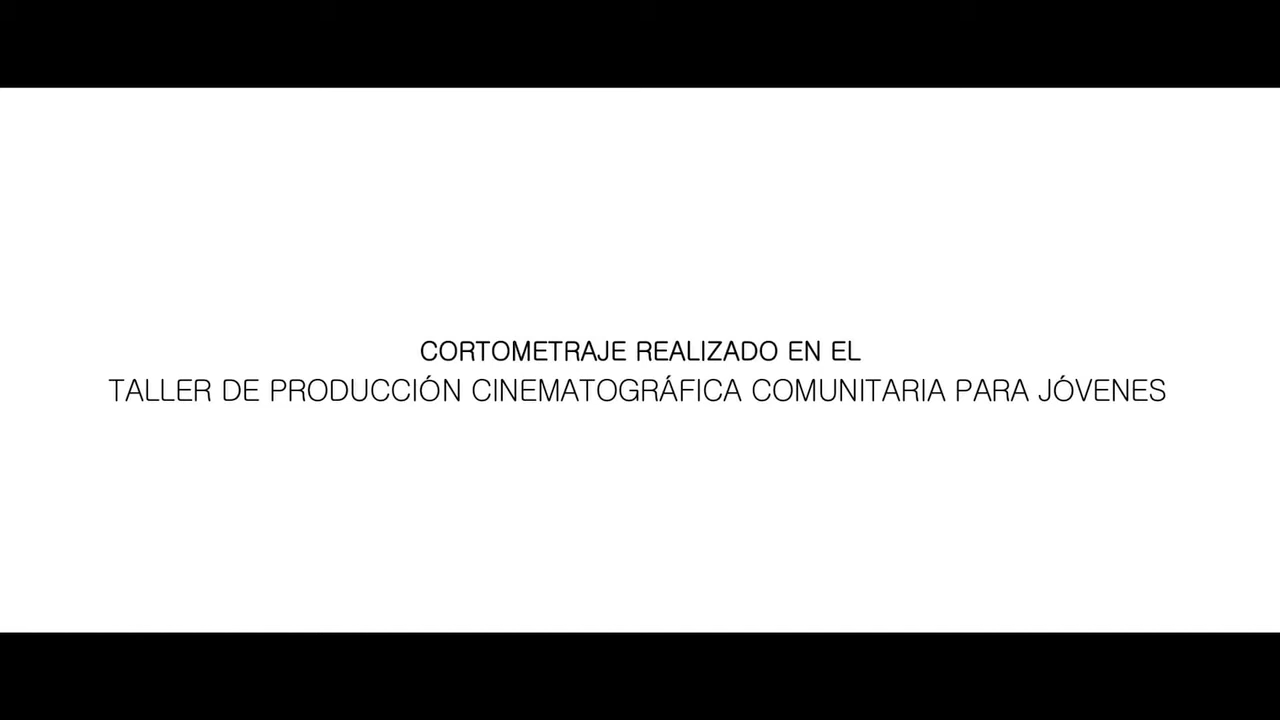 CORTOMETRAJE REALIZADO EN EL
TALLER DE PRODUCCIÓN CINEMATOGRÁFICA COMUNITARIA PARA JÓVENES